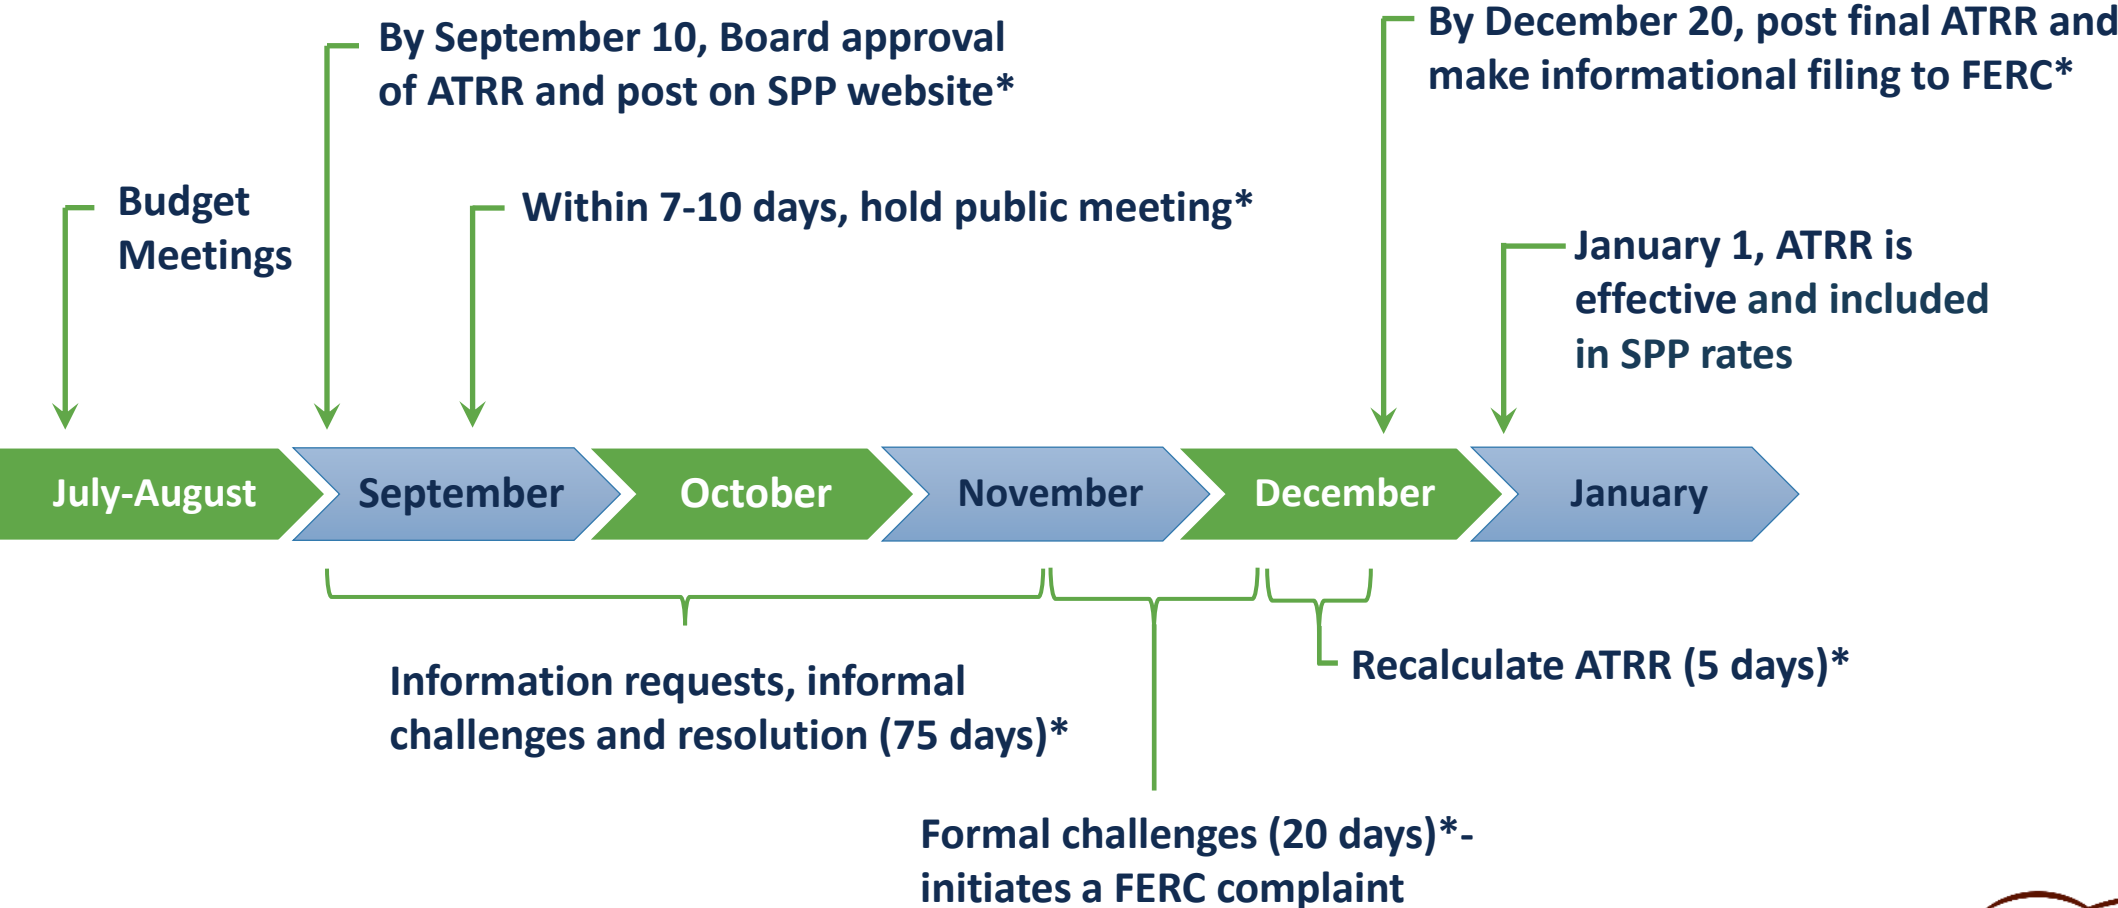 By September 10, Board approval
of ATRR and post on SPP website*
By December 20, post final ATRR and
make informational filing to FERC*
Budget
Meetings
Within 7-10 days, hold public meeting*
January 1, ATRR is
effective and included
in SPP rates
July-August
September
October
November
December
January
Information requests, informal
challenges and resolution (75 days)*
Recalculate ATRR (5 days)*
Formal challenges (20 days)*-
initiates a FERC complaint